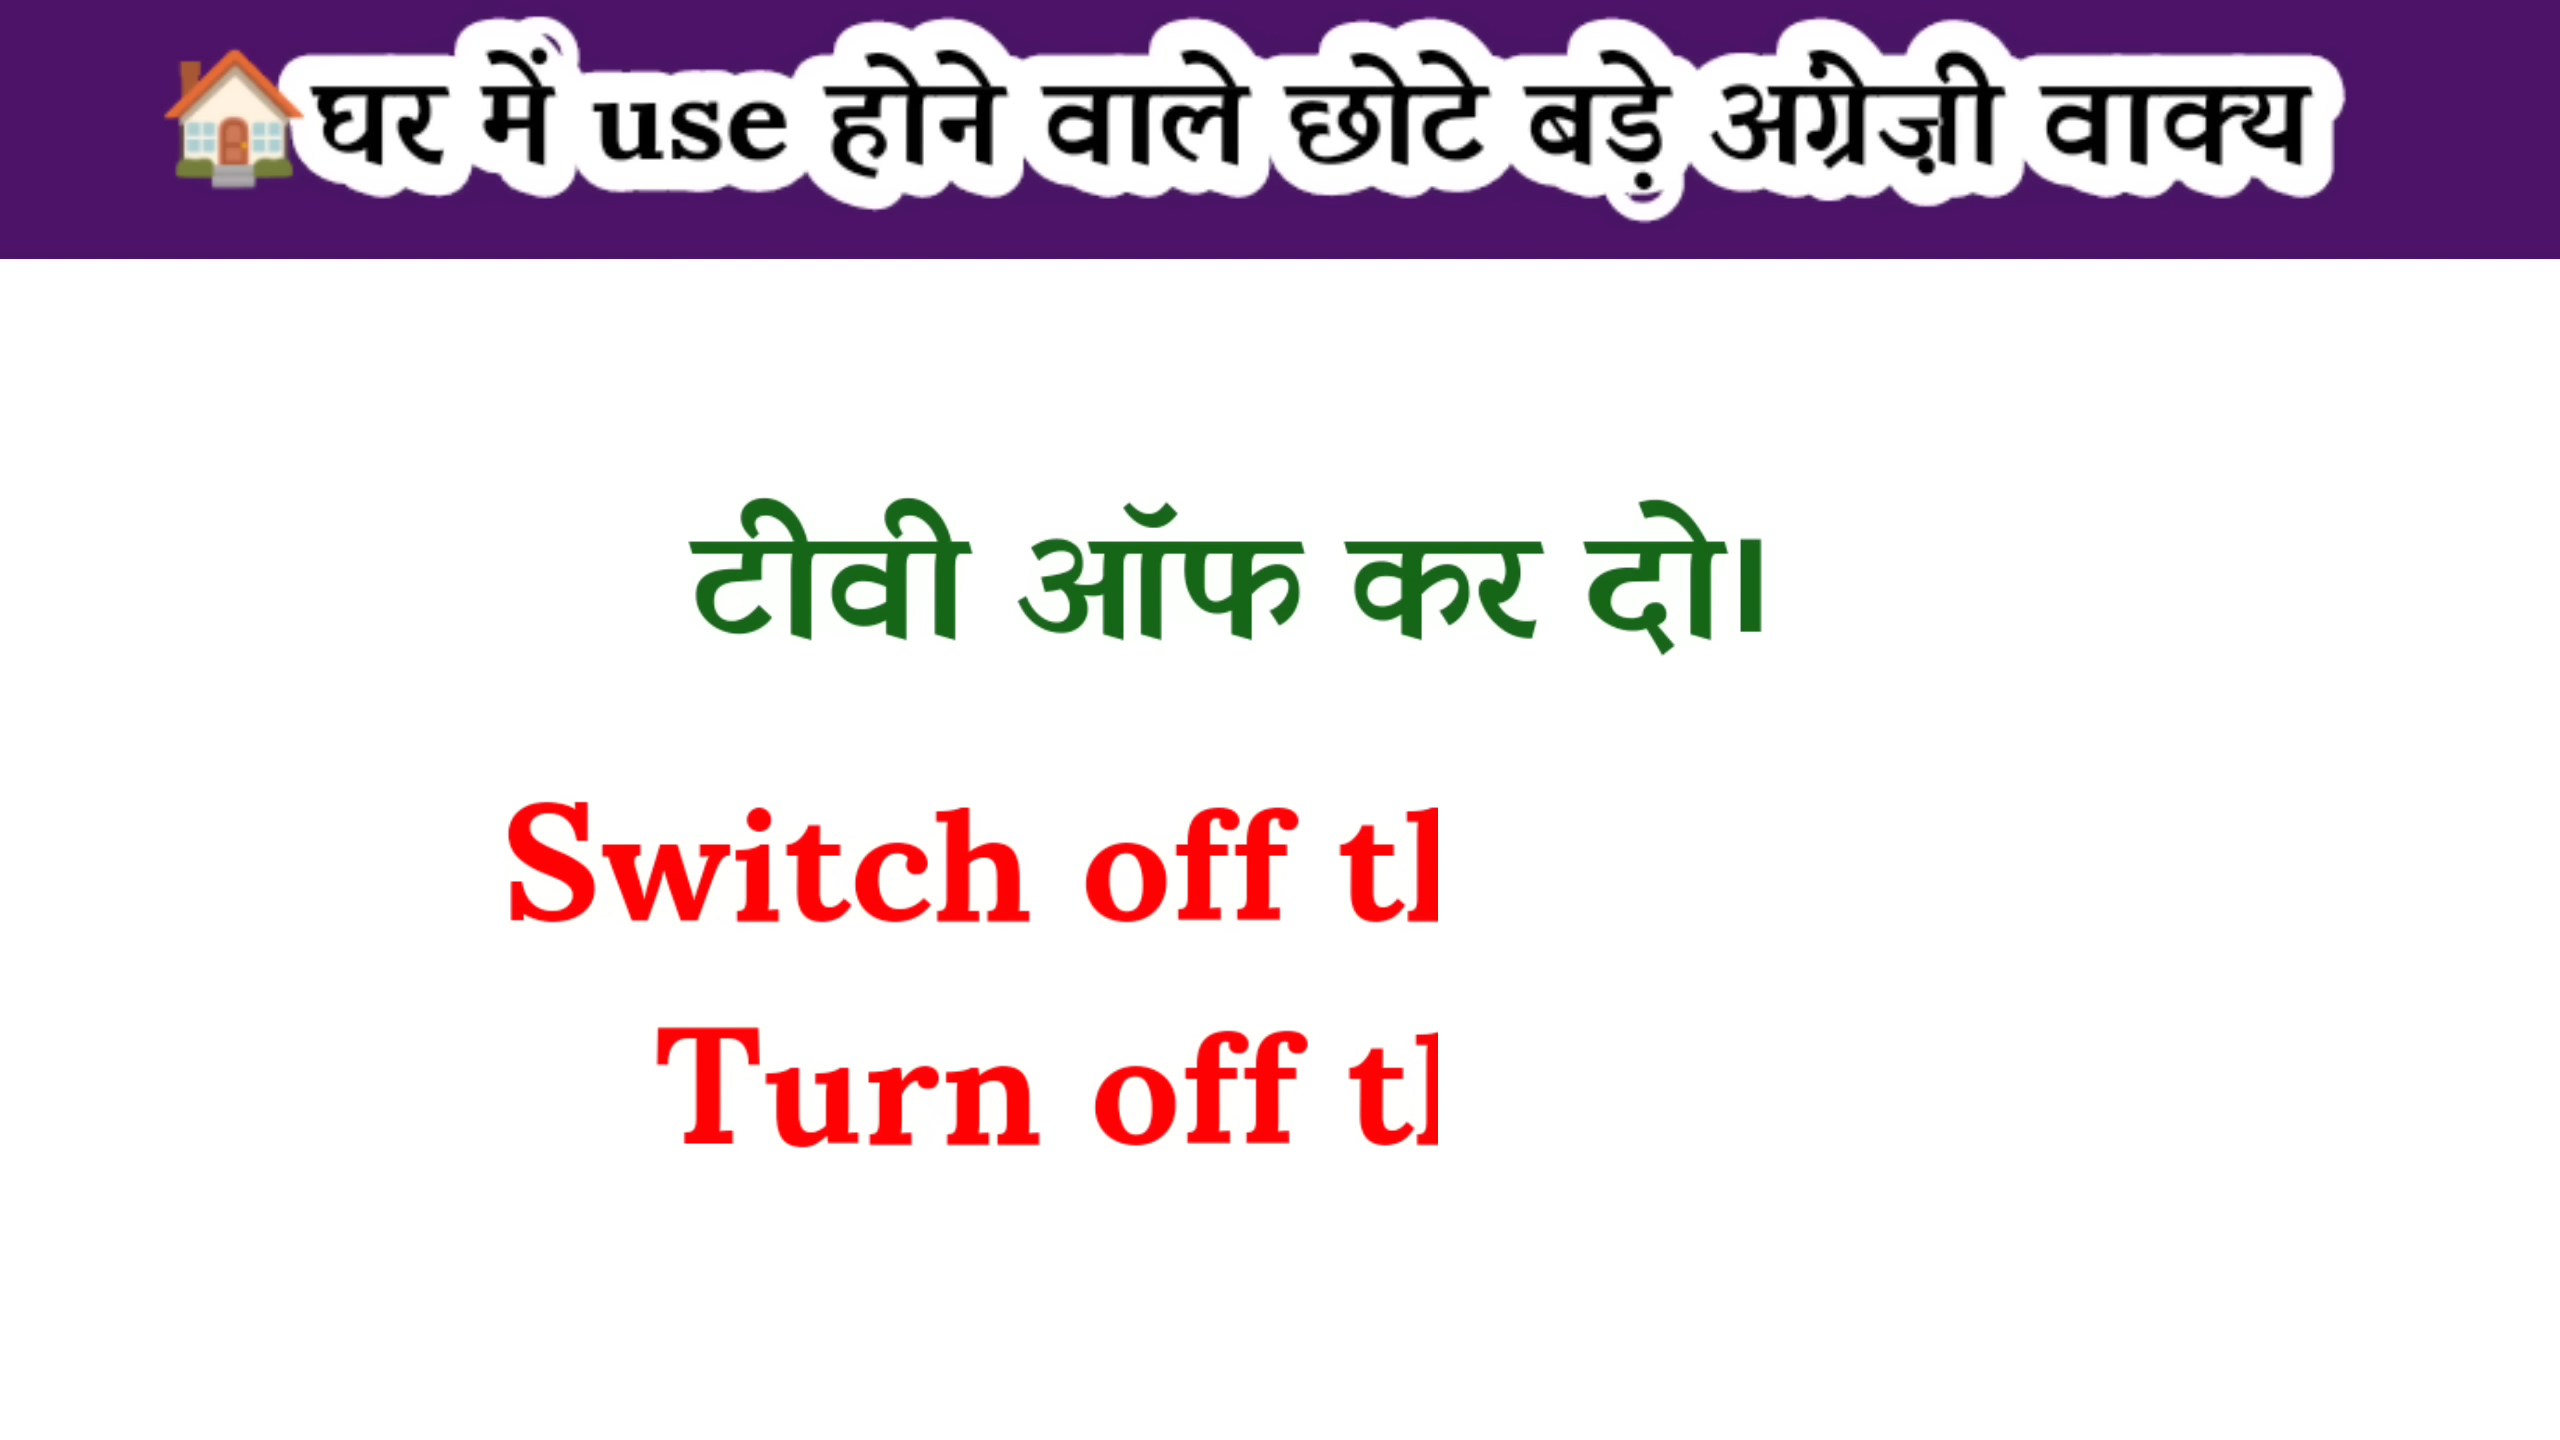 घर में use होने वाले छोटे बड़े अंग्रेज़ी वाक्य
टीवी ऑफ कर दो।
Switch off
Turn off